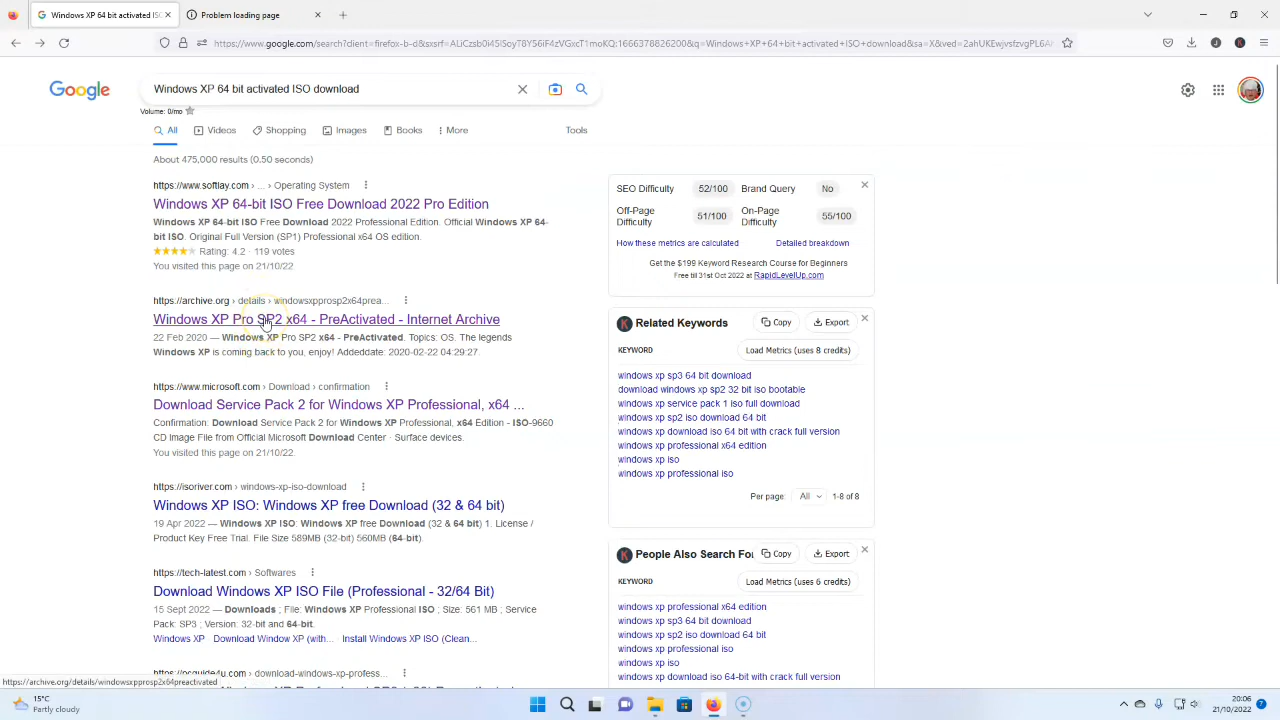 Windows XP 64 bit activated ISO
Problem loading page
https://www.google.com/search?client=firefox-b-d&sxsrf=
Google
Windows XP 64 bit activated ISO download
Volume: 0/mo
All
Videos
Shopping
Images
Books
More
Tools
About 475,000 results (0.50 seconds)
https://www.softlay.com › ... › Operating System
Windows XP 64-bit ISO Free Download 2022 Pro Edition
Windows XP 64-bit ISO Free Download 2022 Professional Edition. Official Windows XP 64-
bit ISO. Original Full Version (SP1) Professional x64 OS edition.
Rating: 4.2 · 119 votes
You visited this page on 21/10/22
https://archive.org › details › windowsxpprosp2x64prea...
Windows XP Pro SP2 x64 - PreActivated - Internet Archive
22 Feb 2020 — Windows XP Pro SP2 x64 - PreActivated. Topics: OS. The legends
Windows XP is coming back to you, enjoy! Addeddate: 2020-02-22 04:29:27.
https://www.microsoft.com › Download › confirmation
Download Service Pack 2 for Windows XP Professional, x64 ...
Confirmation: Download Service Pack 2 for Windows XP Professional, x64 Edition - ISO-9660
CD Image File from Official Microsoft Download Center · Surface devices.
You visited this page on 21/10/22.
https://isoriver.com › windows-xp-iso-download
Windows XP ISO: Windows XP free Download (32 & 64 bit)
19 Apr 2022 — Windows XP ISO: Windows XP free Download (32 & 64 bit) 1. License /
Product Key Free Trial. File Size 589MB (32-bit) 560MB (64-bit).
https://tech-latest.com › Softwares
Download Windows XP ISO File (Professional - 32/64 Bit)
15 Sept 2022 — Downloads ; File: Windows XP Professional ISO ; Size: 561 MB ; Service
Pack: SP3 ; Version: 32-bit and 64-bit.
Windows XP
Download Window XP (with...
Install Windows XP ISO (Clean...
https://pcguide4u.com › download-windows-xp-profess...
https://archive.org/details/windowsxpprosp2x64preactivated
SEO Difficulty 52/100 Brand Query No
Off-Page Difficulty 51/100 On-Page Difficulty 55/100
How these metrics are calculated
Detailed breakdown
Get the $199 Keyword Research Course for Beginners
Free till 31st Oct 2022 at RapidLevelUp.com
Related Keywords
Copy
Export
KEYWORD
Load Metrics (uses 8 credits)
windows xp sp3 64 bit download
download windows xp sp2 32 bit iso bootable
windows xp service pack 1 iso full download
windows xp sp2 iso download 64 bit
windows xp download iso 64 bit with crack full version
windows xp professional x64 edition
windows xp iso
windows xp professional iso
Per page: All 1-8 of 8
People Also Search Fo
Copy
Export
KEYWORD
Load Metrics (uses 6 credits)
windows xp professional x64 edition
windows xp sp3 64 bit download
windows xp sp2 iso download 64 bit
windows xp professional iso
windows xp iso
windows xp download iso 64-bit with crack full version
15°C
Partly cloudy
20:06
21/10/2022